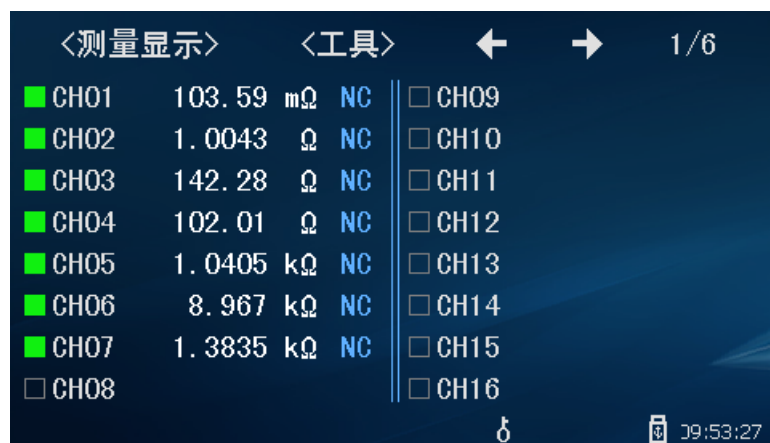 <测量显示> <工具> 1/6
CH01 103.59 mΩ NC CH09
CH02 1.0043 Ω NC CH10
CH03 142.28 Ω NC CH11
CH04 102.01 Ω NC CH12
CH05 1.0405 kΩ NC CH13
CH06 8.967 kΩ NC CH14
CH07 1.3835 kΩ NC CH15
CH08 CH16
09:53:27